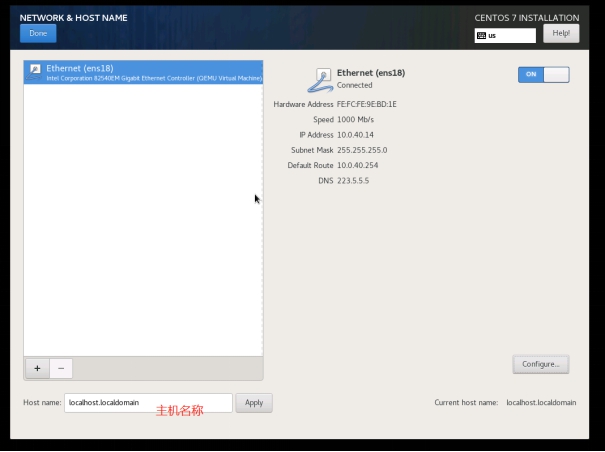 NETWORK & HOST NAME
CENTOS 7 INSTALLATION
Done
us
Help!
Ethernet (ens18)
Intel Corporation 82540EM Gigabit Ethernet Controller (QEMU Virtual Machine)
Ethernet (ens18)
Connected
ON
Hardware Address FE:FC:FE:9E:BD:1E
Speed 1000 Mb/s
IP Address 10.0.40.14
Subnet Mask 255.255.255.0
Default Route 10.0.40.254
DNS 223.5.5.5
+ −
Configure...
Host name: localhost.localdomain
主机名称
Apply
Current host name: localhost.localdomain